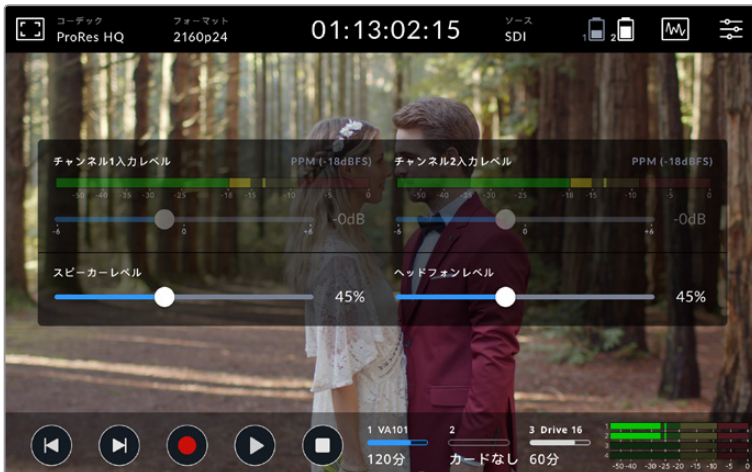 コーデック
ProRes HQ
フォーマット
2160p24
01:13:02:15
ソース
SDI
1
2
チャンネル1入力レベル
PPM (-18dBFS)
-50 -40 -35 -30 -25 -18 -15 -10 -5 0
-0dB
-6 0 +6
チャンネル2入力レベル
PPM (-18dBFS)
-50 -40 -35 -30 -25 -18 -15 -10 -5 0
-0dB
-6 0 +6
スピーカーレベル
45%
ヘッドフォンレベル
45%
1 VA101
120分
2
カードなし
3 Drive 16
60分
1
2
3
4
-50 -40 -30 -25 -20 -15 -10 -5 0